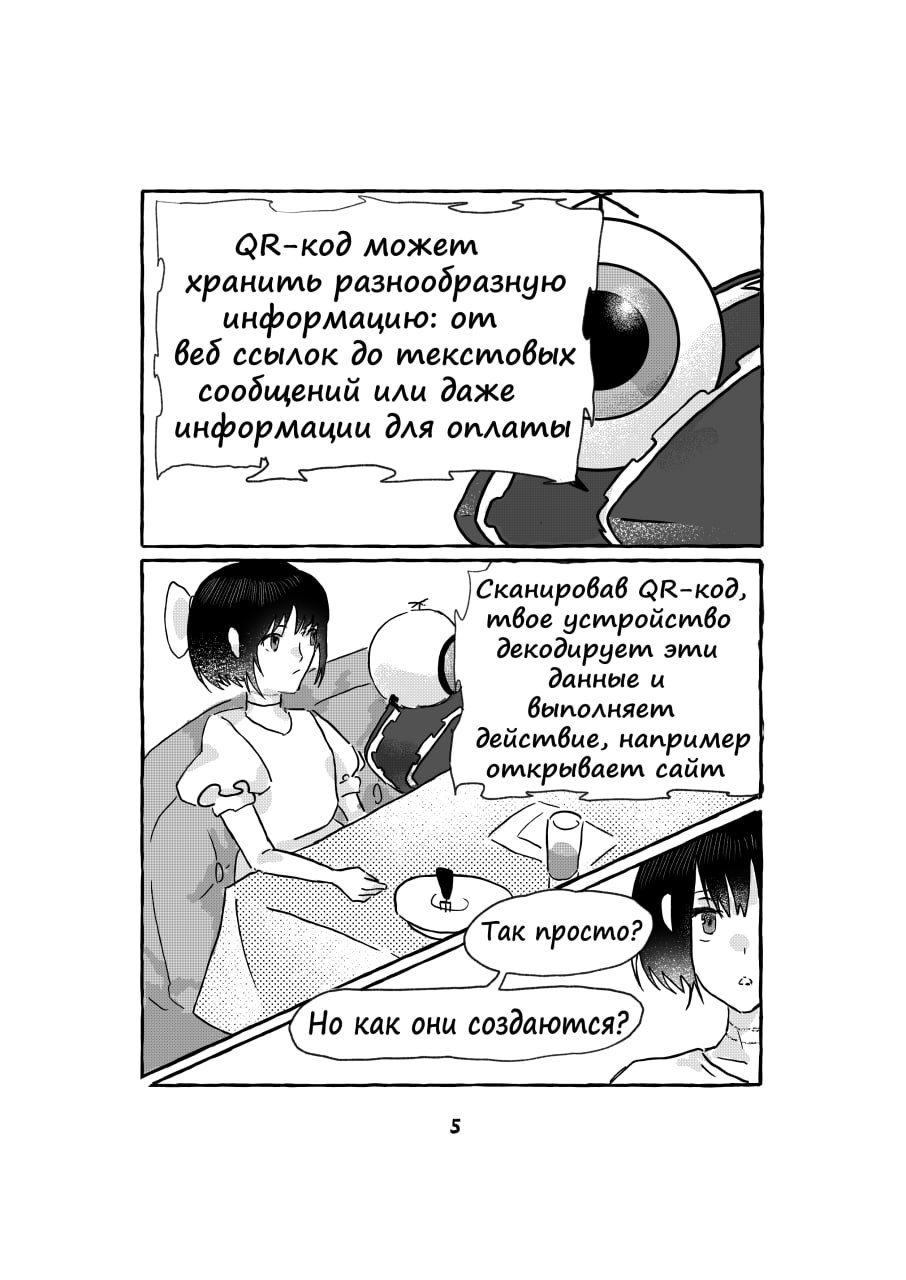 QR-код может
хранить разнообразную
информацию: от
веб ссылок до текстовых
сообщений или даже
информации для оплаты
Сканировав QR-код,
твое устройство
декодирует эти
данные и
выполняет
действие, например
открывает сайт
Так просто?
Но как они создаются?
5